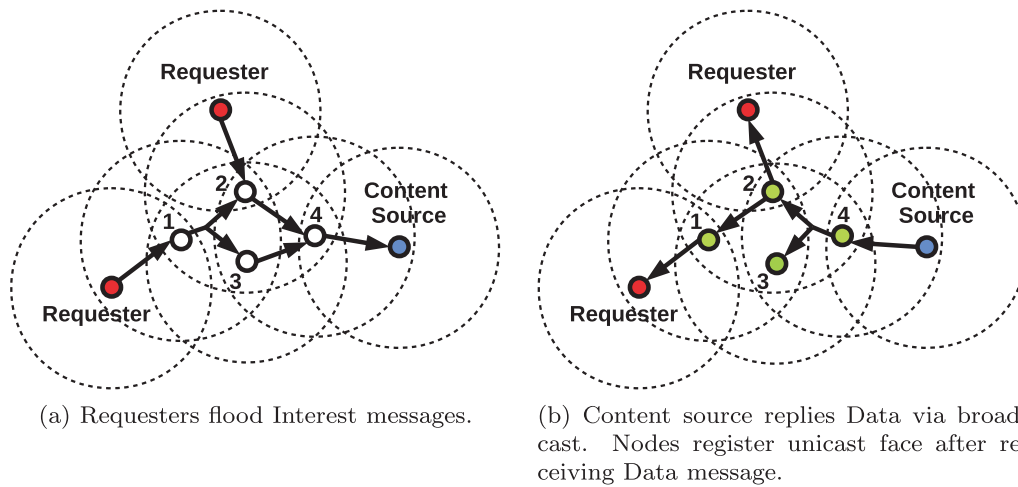 Requester
2
Content
Source
1
4
3
Requester
(a) Requesters flood Interest messages.
Requester
2
Content
Source
1
4
3
Requester
(b) Content source replies Data via broad
cast. Nodes register unicast face after re
ceiving Data message.